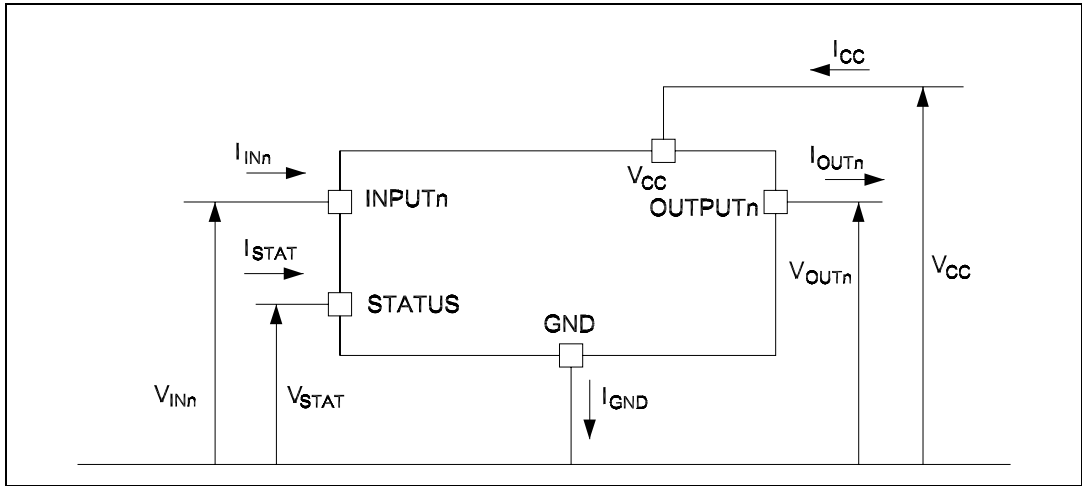 ICC
IINn
VCC
IOUTn
INPUTn
OUTPUTn
ISTAT
VOUTn
VCC
STATUS
GND
VINn
VSTAT
IGND